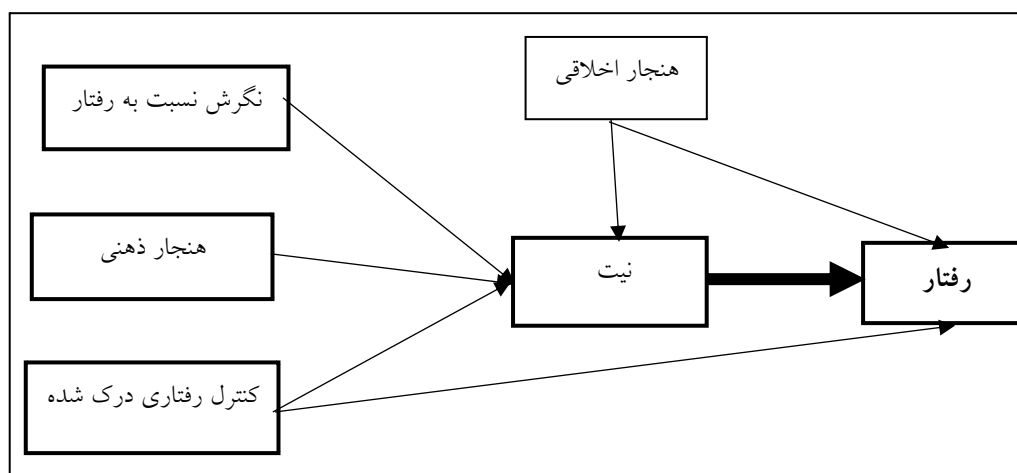 هنجار اخلاقی
نگرش نسبت به رفتار
هنجار ذهنی
نیت
رفتار
کنترل رفتاری درک شده